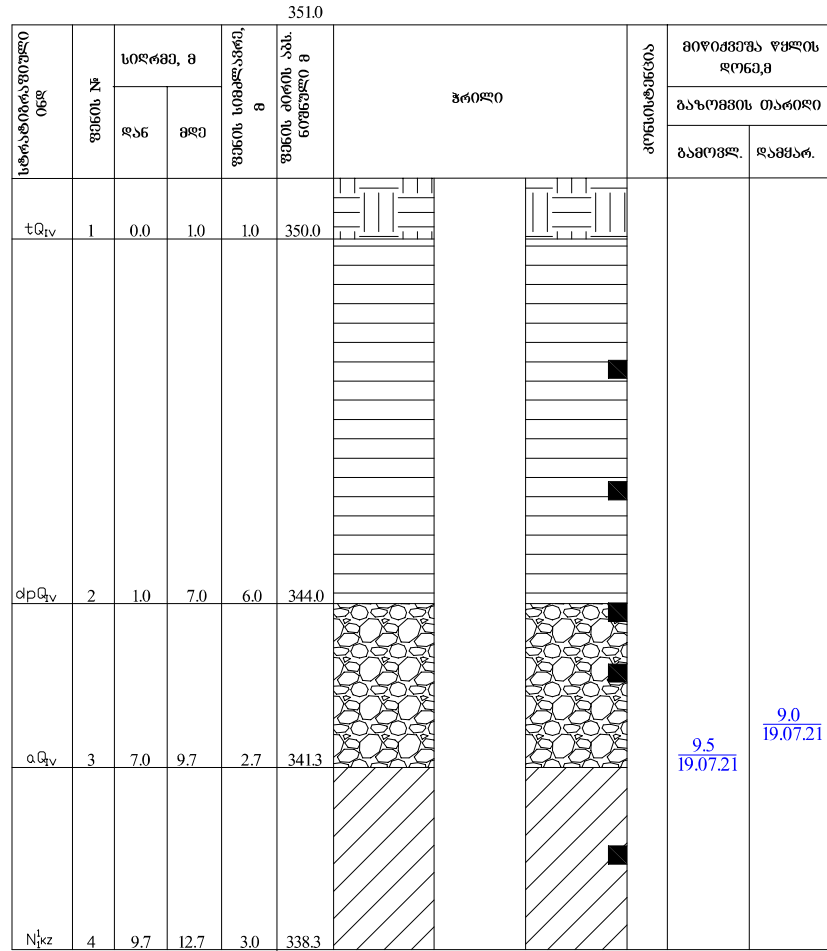 351.0
სტრატიგრაფიული
ინდ
ფენის №
სიღრმე, მ
დან
მდე
ფენის სიმძლავრე,
მ
ფენის ძირის აბს.
ნიშნული მ
ჭრილი
კონსისტენცია
მიწისქვეშა წყლის
დონე,მ
გაზომვის თარიღი
გამოვლ.
დამყარ.
tQIV 1 0.0 1.0 1.0 350.0
dpQIV 2 1.0 7.0 6.0 344.0
9.0
19.07.21
9.5
19.07.21
aQIV 3 7.0 9.7 2.7 341.3
N₁¹kz 4 9.7 12.7 3.0 338.3